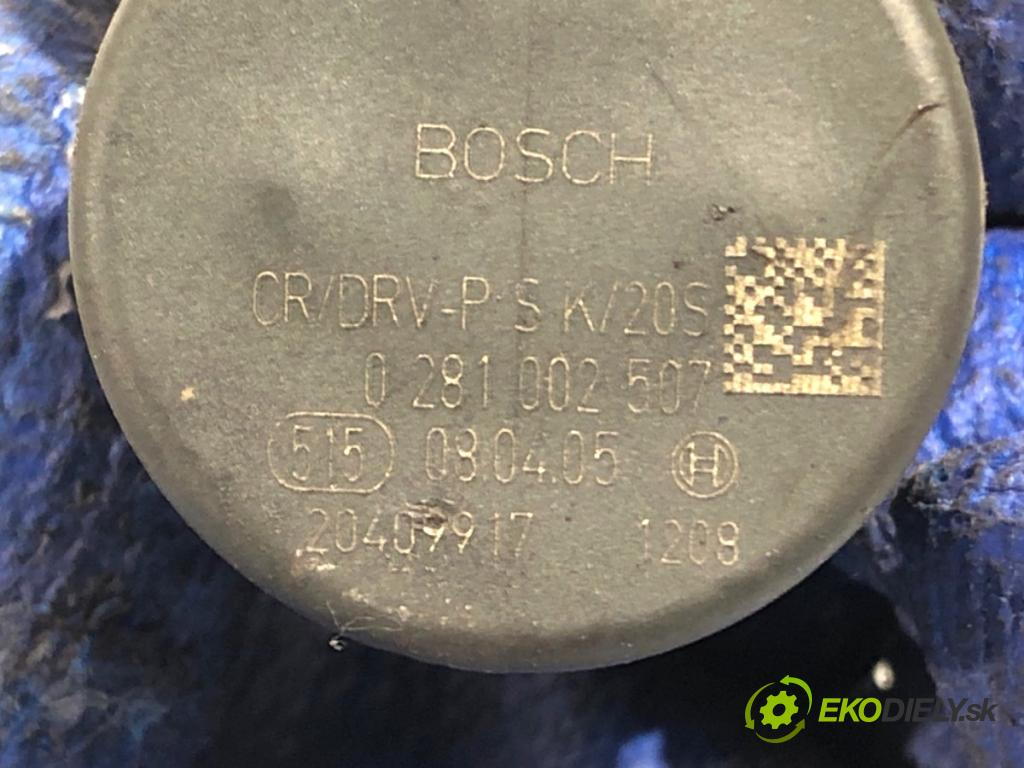 BOSCH
CR/DRV-P S K/20S
0 281 002 507
515 08.04.05 H
20409917 1208
EKODIELY.sk